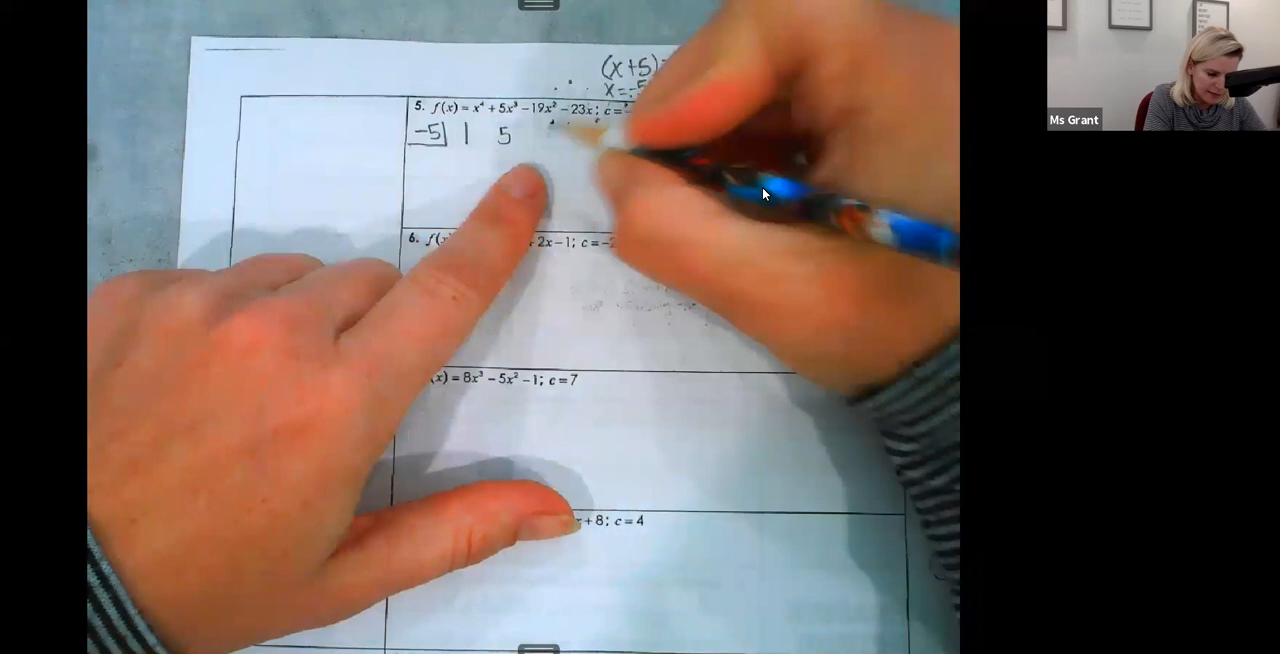 (x+5)
x=-5
5. f(x) = x⁴ + 5x³ – 19x² – 23x; c =
-5 1 5
6. f(
2x – 1; c = –
(x) = 8x³ – 5x² – 1; c = 7
+ 8; c = 4
Ms Grant